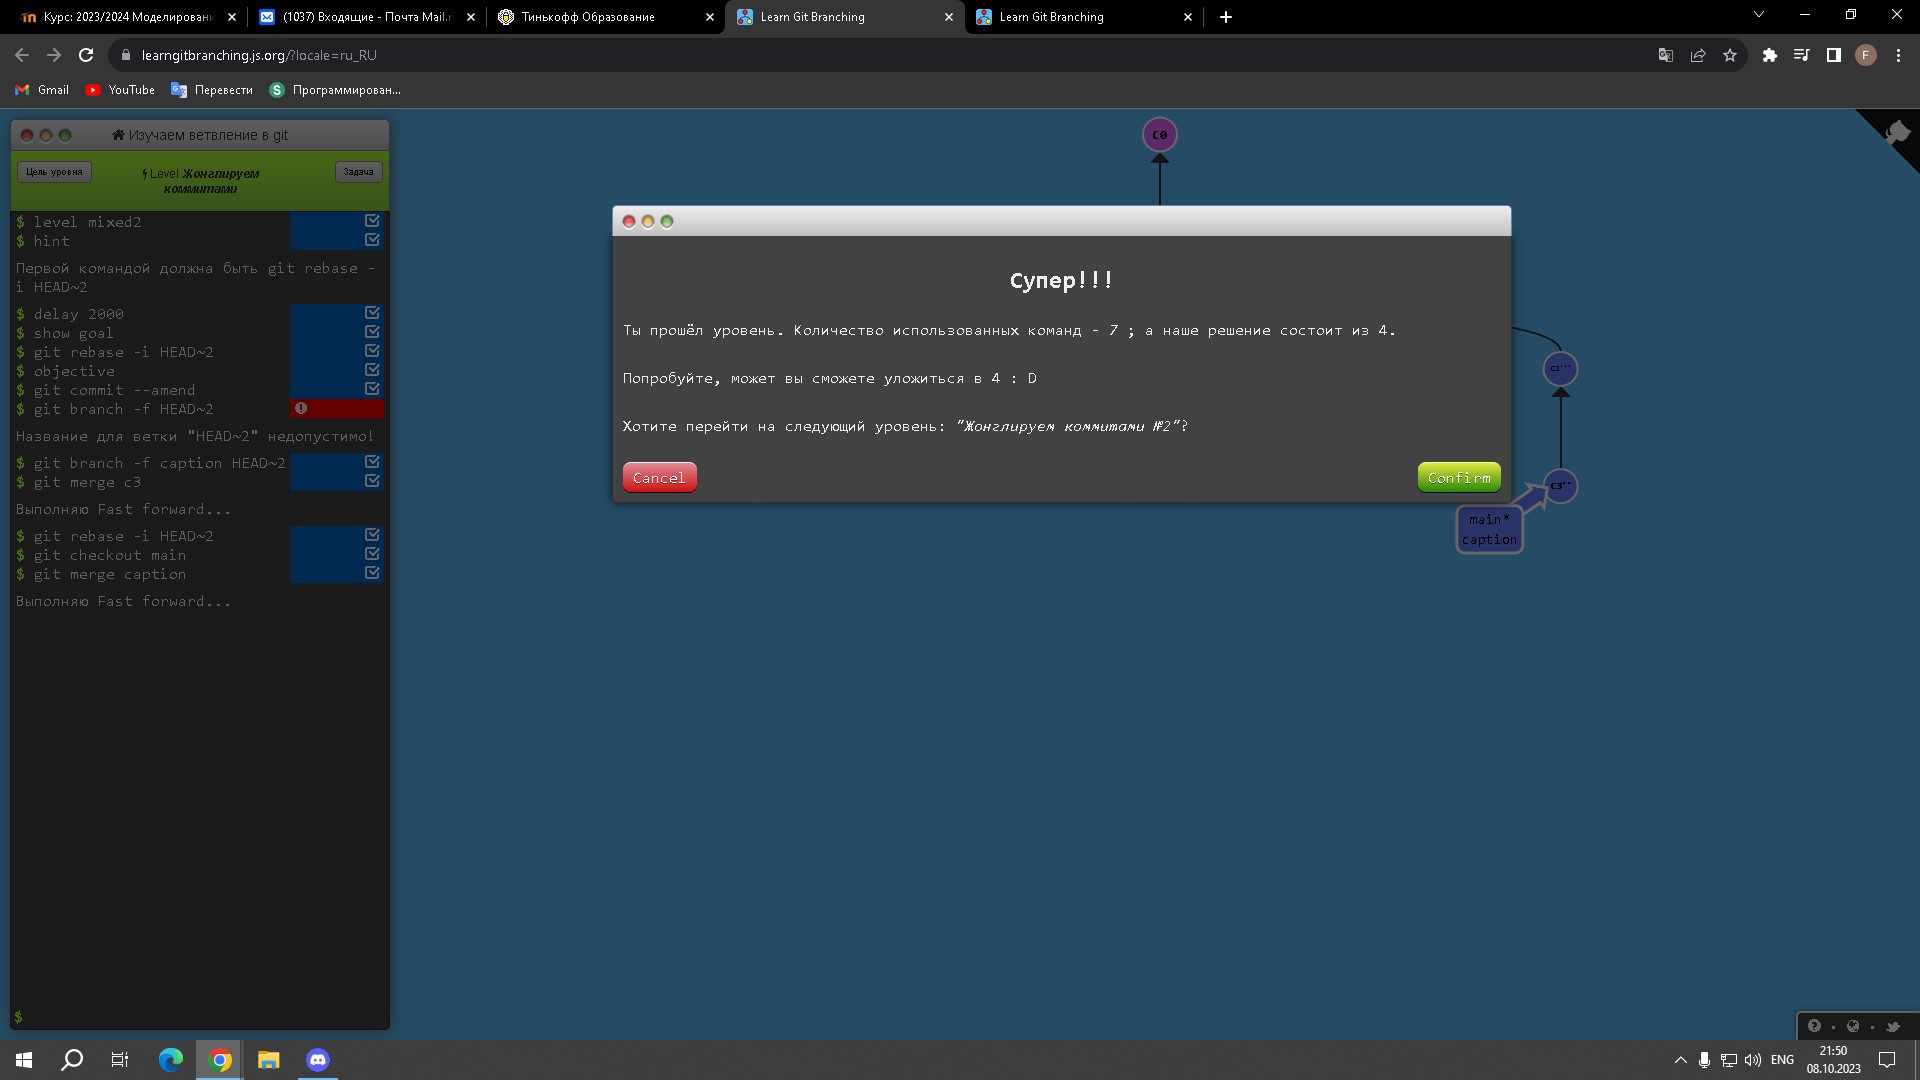 Курс: 2023/2024 Моделировани
(1037) Входящие - Почта Mail.r
Тинькофф Образование
Learn Git Branching
Learn Git Branching
learngitbranching.js.org/?locale=ru_RU
F
Gmail
YouTube
Перевести
S
Программирован...
Изучаем ветвление в git
Цель уровня
Level Жонглируем коммитами
Задача
$ level mixed2
$ hint
Первой командой должна быть git rebase -
i HEAD~2
$ delay 2000
$ show goal
$ git rebase -i HEAD~2
$ objective
$ git commit --amend
$ git branch -f HEAD~2
Название для ветки "HEAD~2" недопустимо!
$ git branch -f caption HEAD~2
$ git merge c3
Выполняю Fast forward...
$ git rebase -i HEAD~2
$ git checkout main
$ git merge caption
Выполняю Fast forward...
$
C0
Супер!!!
Ты прошёл уровень. Количество использованных команд - 7 ; а наше решение состоит из 4.
Попробуйте, может вы сможете уложиться в 4 : D
Хотите перейти на следующий уровень: "Жонглируем коммитами №2"?
Cancel
Confirm
C2'''
C3''
main*
caption
ENG
21:50
08.10.2023